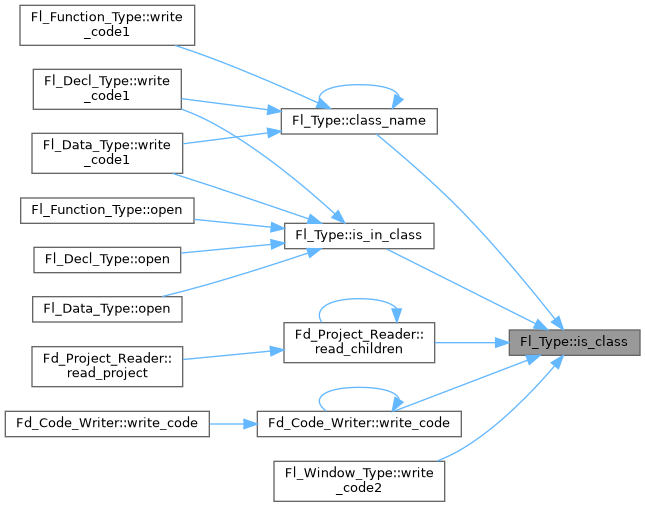 Fl_Function_Type::write
_code1
Fl_Decl_Type::write
_code1
Fl_Type::class_name
Fl_Data_Type::write
_code1
Fl_Function_Type::open
Fl_Type::is_in_class
Fl_Decl_Type::open
Fl_Data_Type::open
Fd_Project_Reader::
read_children
Fl_Type::is_class
Fd_Project_Reader::
read_project
Fd_Code_Writer::write_code
Fd_Code_Writer::write_code
Fl_Window_Type::write
_code2